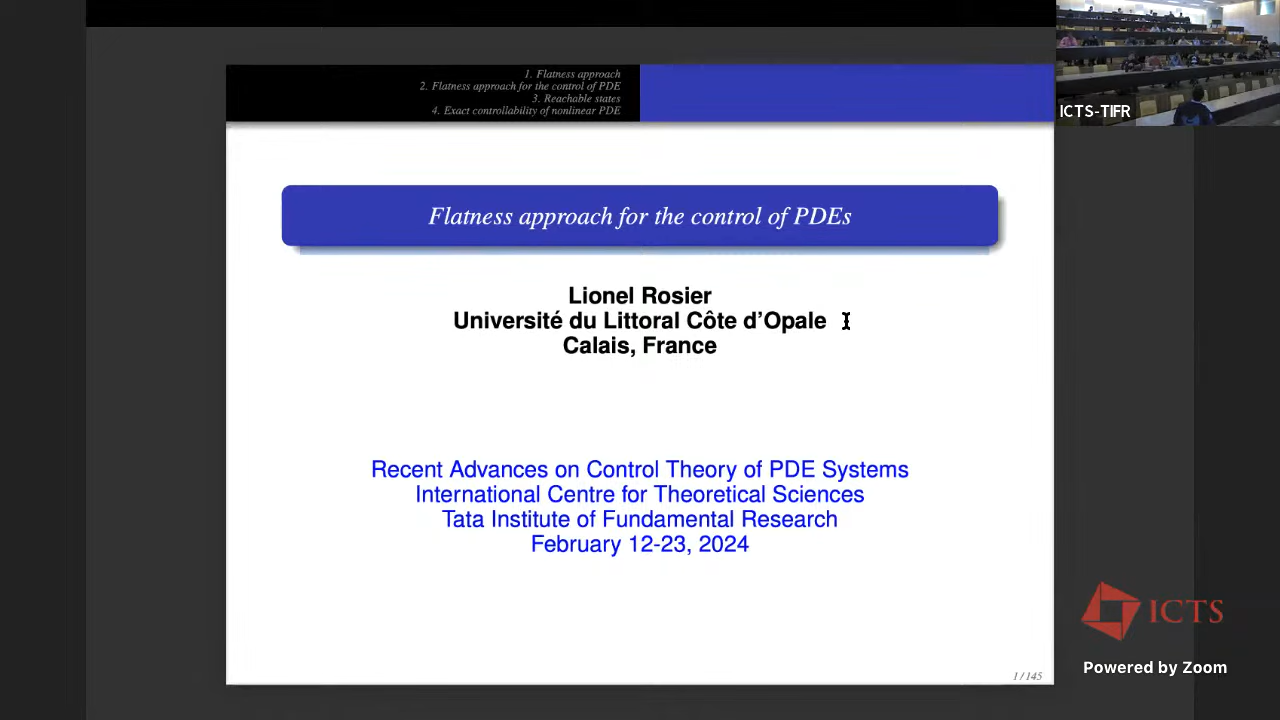 1. Flatness approach
2. Flatness approach for the control of PDE
3. Reachable states
4. Exact controllability of nonlinear PDE
ICTS-TIFR
Flatness approach for the control of PDEs
Lionel Rosier
Université du Littoral Côte d'Opale
Calais, France
Recent Advances on Control Theory of PDE Systems
International Centre for Theoretical Sciences
Tata Institute of Fundamental Research
February 12-23, 2024
ICTS
Powered by Zoom
1 / 145